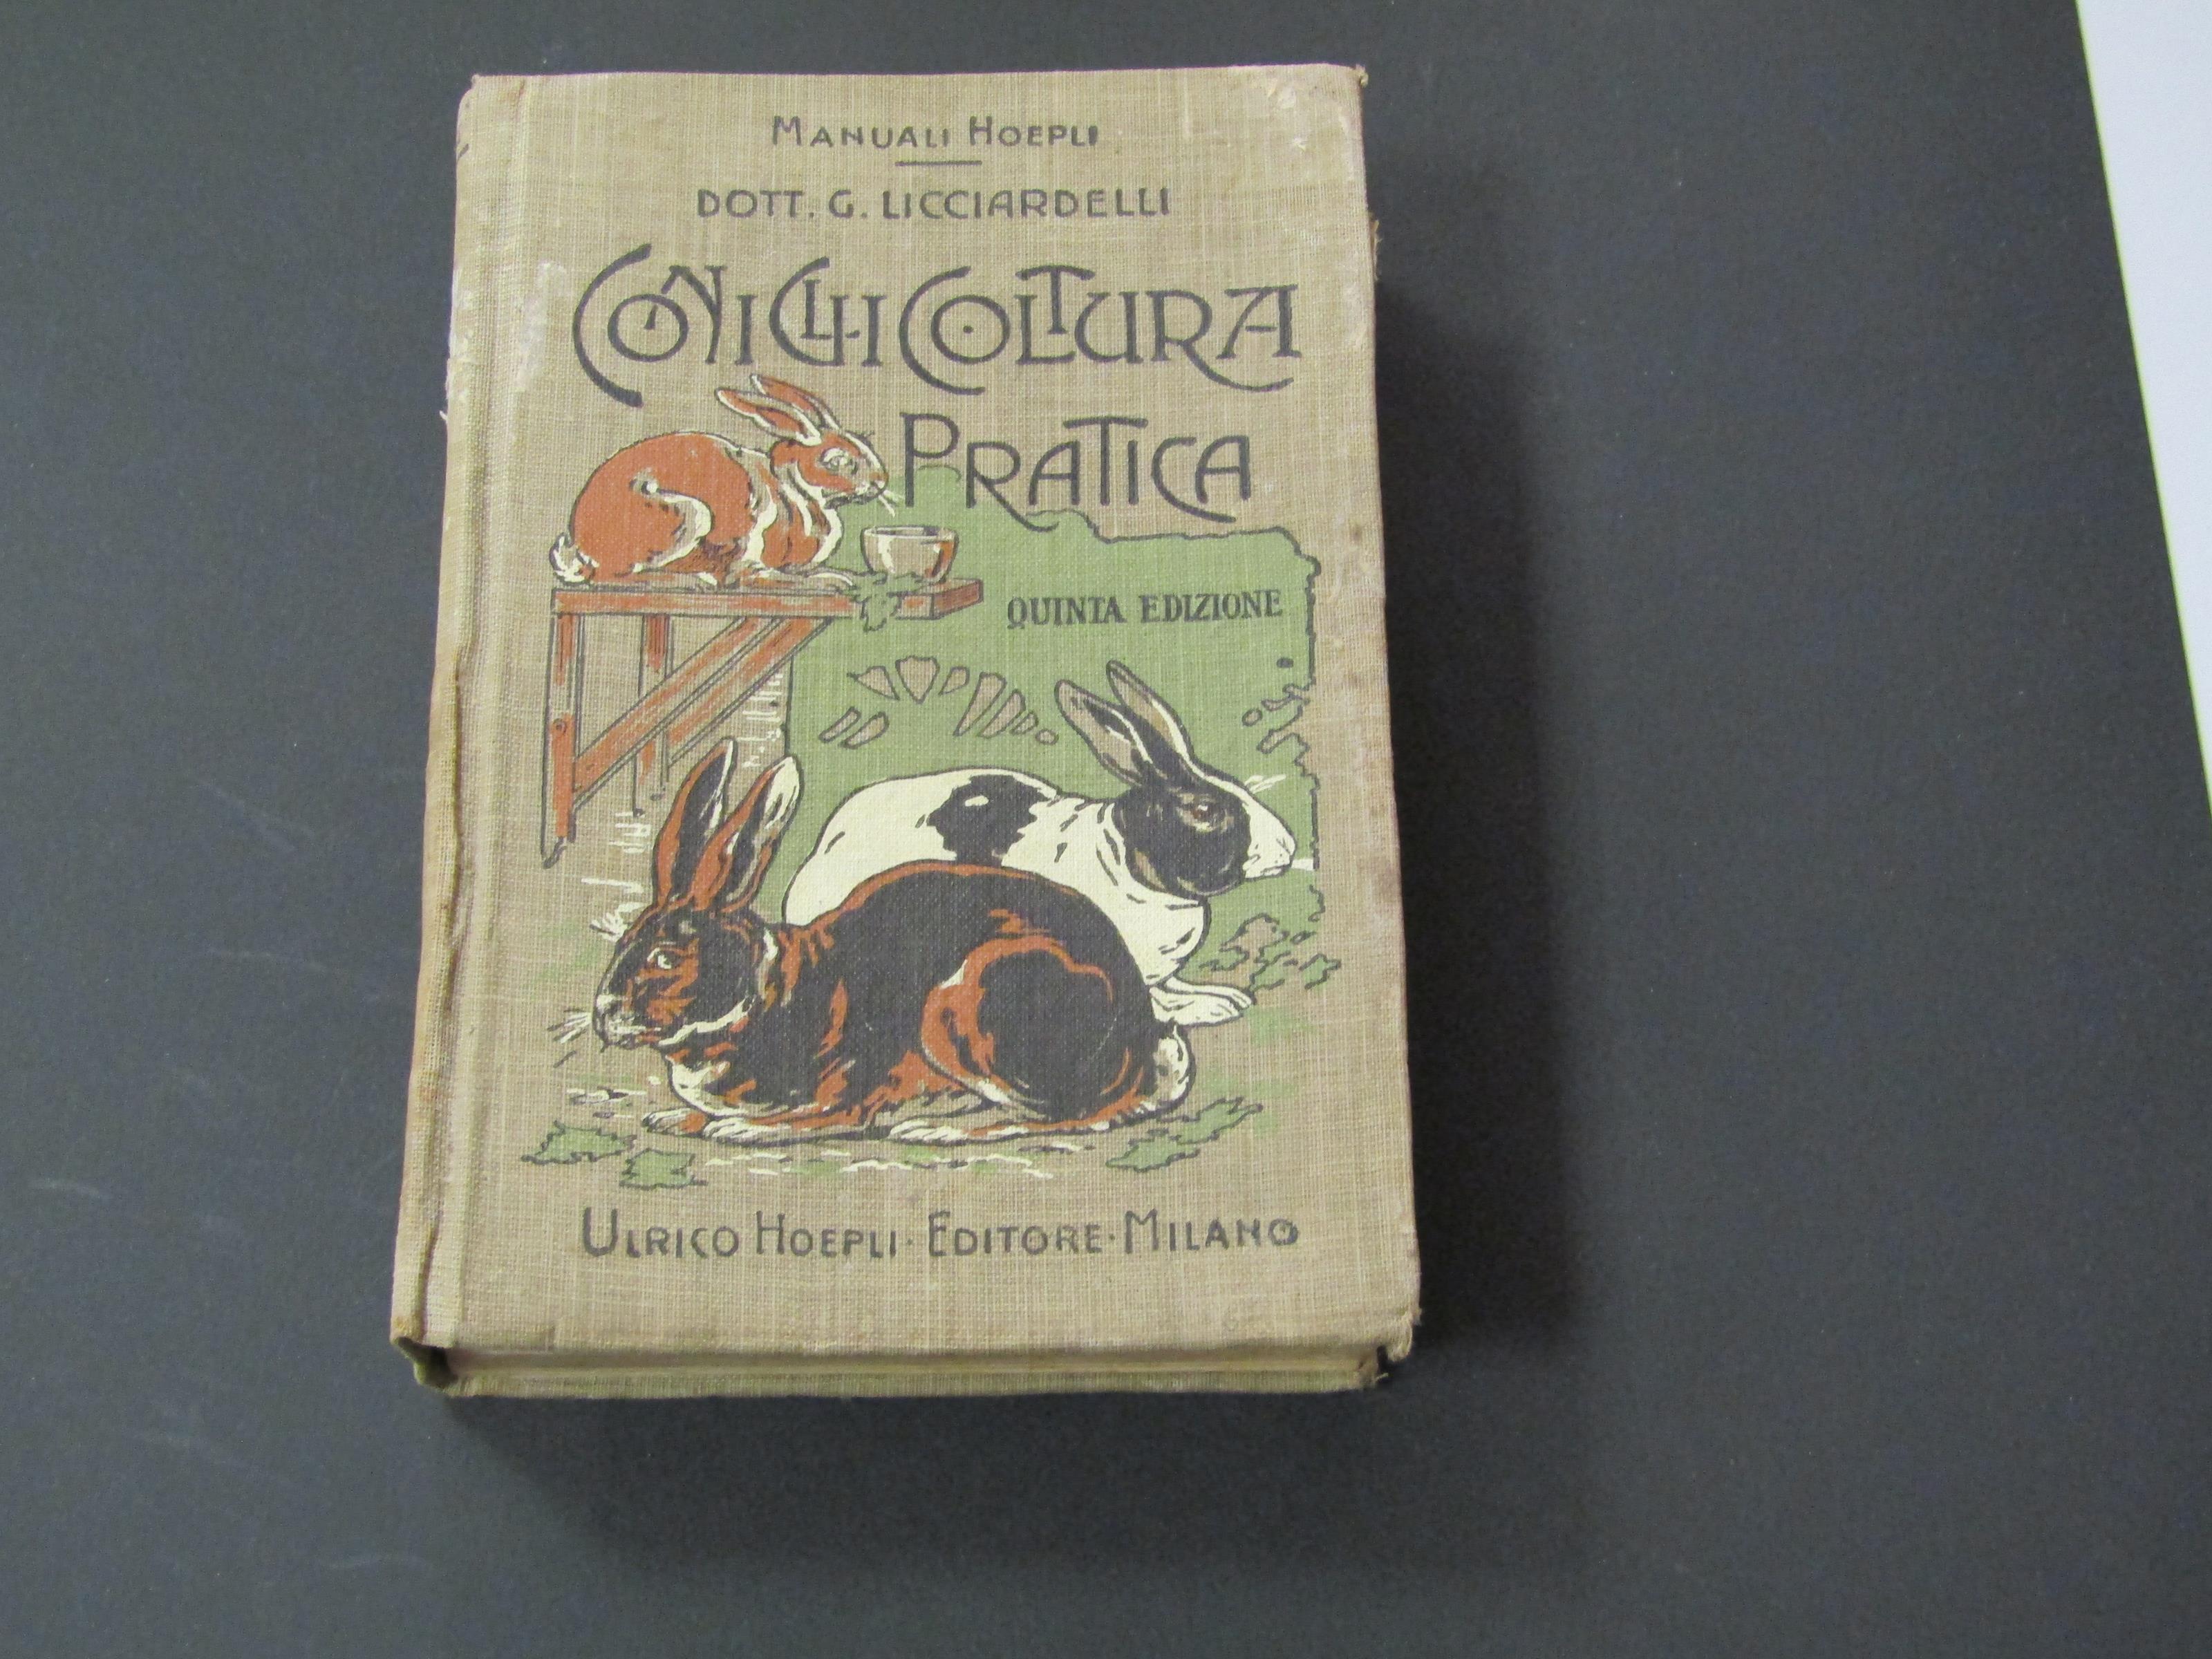 MANUALI HOEPLI
DOTT. G. LICCIARDELLI
CONIGLICOLTURA
PRATICA
QUINTA EDIZIONE
ULRICO HOEPLI · EDITORE · MILANO